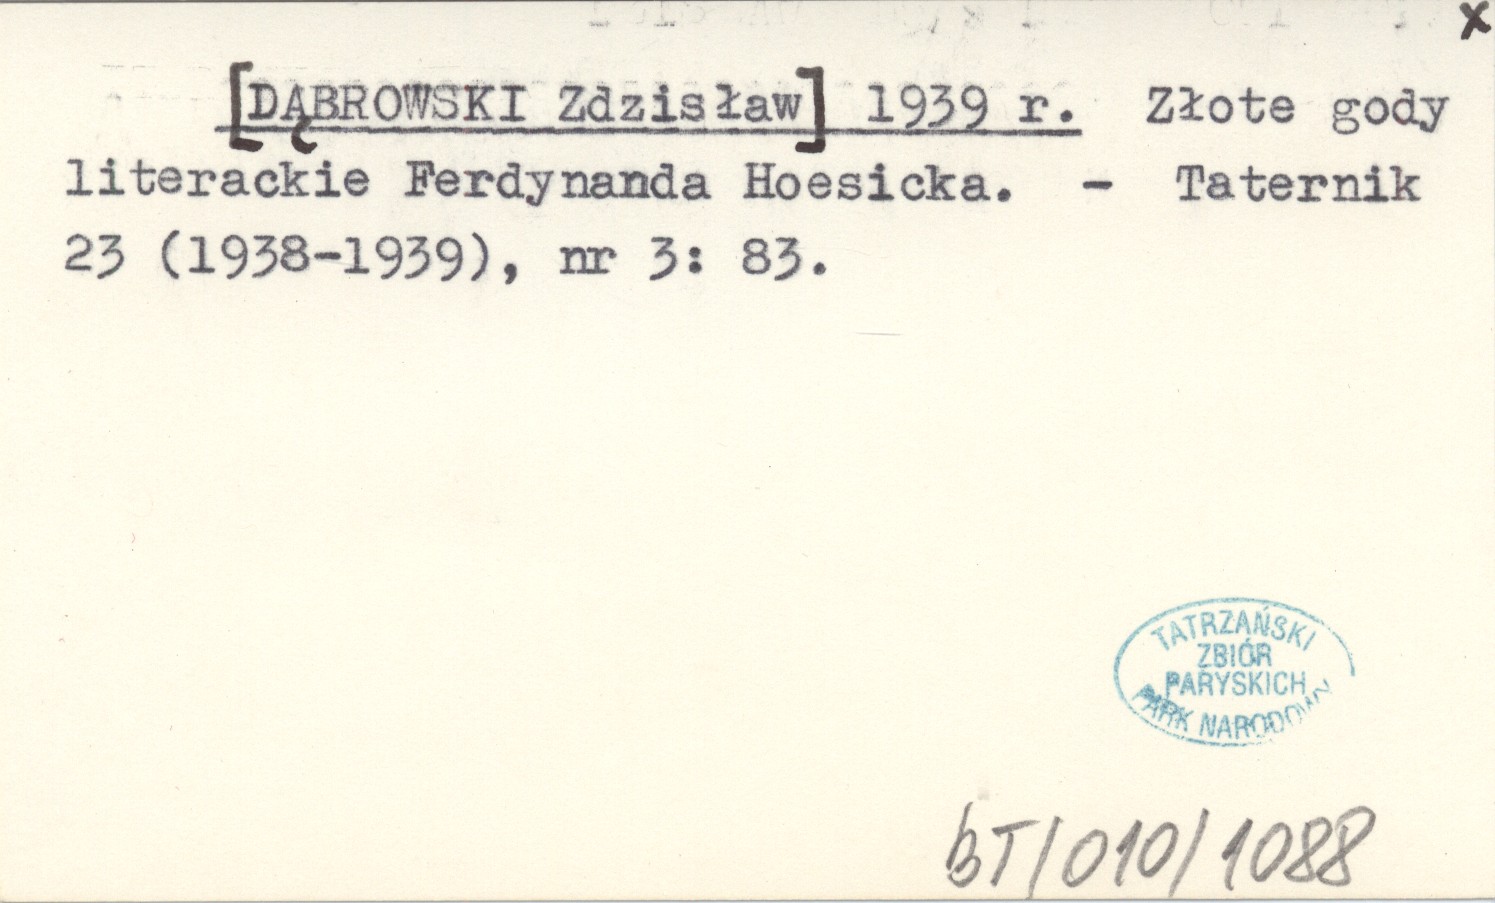 x
[DĄBROWSKI Zdzisław] 1939 r. Złote gody
literackie Ferdynanda Hoesicka. - Taternik
23 (1938-1939), nr 3: 83.
TATRZAŃSKI
ZBIÓR
PARYSKICH
PARK NARODOWY
BT/010/1088